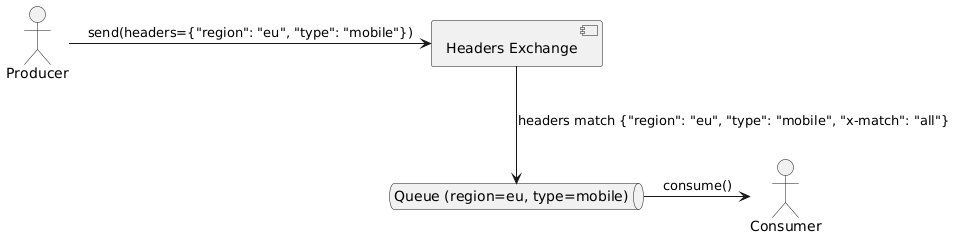 send(headers={"region": "eu", "type": "mobile"})
Producer
Headers Exchange
headers match {"region": "eu", "type": "mobile", "x-match": "all"}
Queue (region=eu, type=mobile)
consume()
Consumer